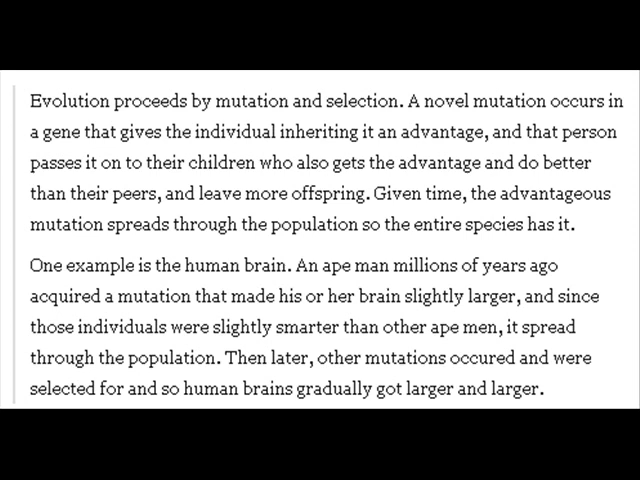 Evolution proceeds by mutation and selection. A novel mutation occurs in
a gene that gives the individual inheriting it an advantage, and that person
passes it on to their children who also gets the advantage and do better
than their peers, and leave more offspring. Given time, the advantageous
mutation spreads through the population so the entire species has it.
One example is the human brain. An ape man millions of years ago
acquired a mutation that made his or her brain slightly larger, and since
those individuals were slightly smarter than other ape men, it spread
through the population. Then later, other mutations occured and were
selected for and so human brains gradually got larger and larger.